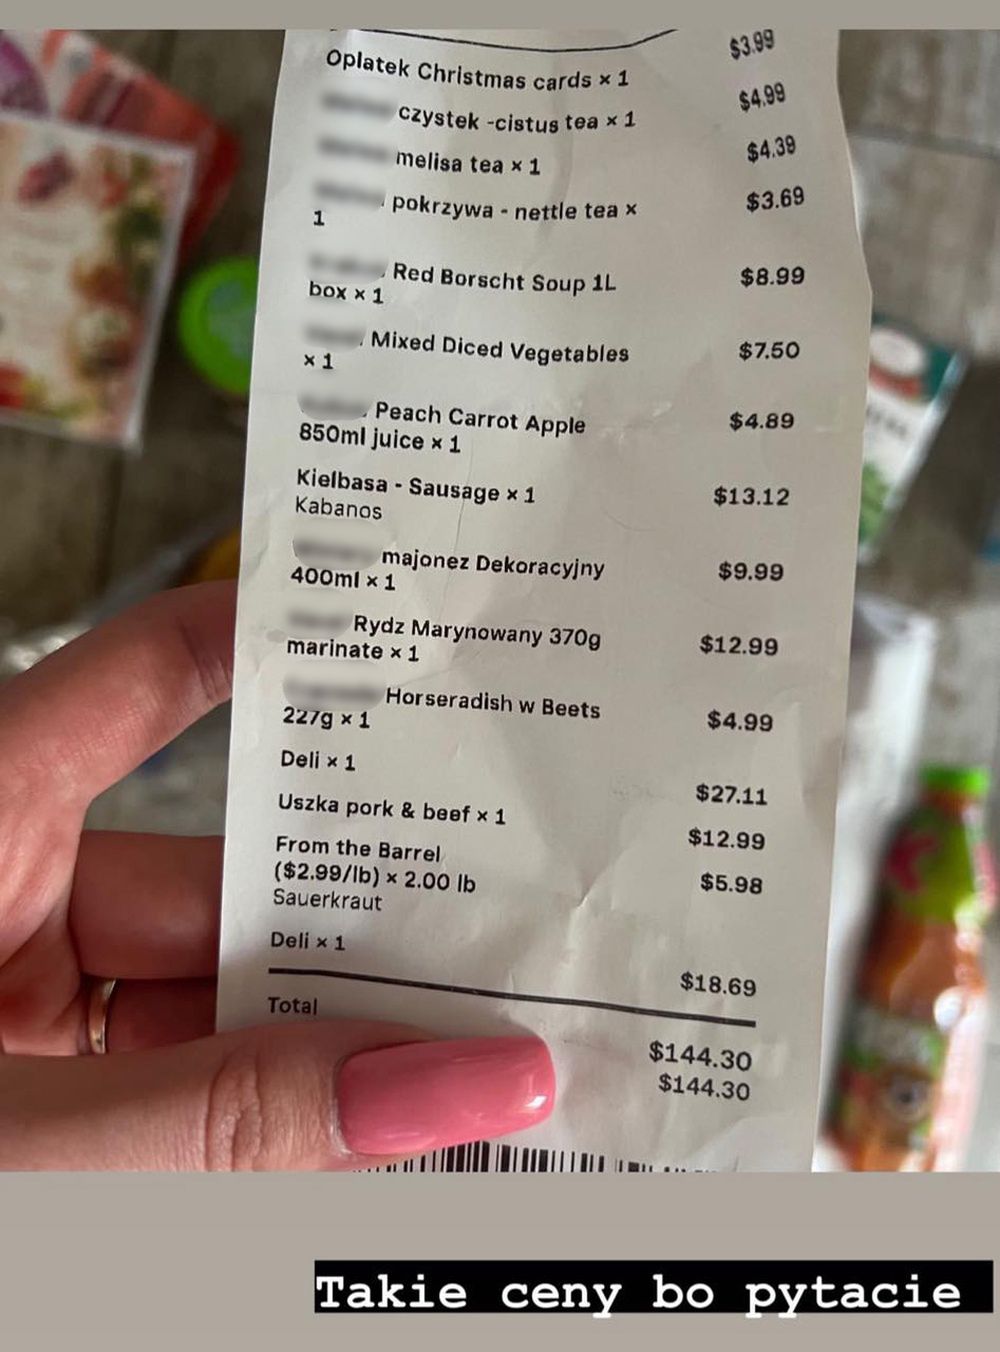 Oplatek Christmas cards × 1 $3.99
czystek -cistus tea × 1 $4.99
melisa tea × 1 $4.39
pokrzywa - nettle tea × $3.69
1
Red Borscht Soup 1L $8.99
box × 1
Mixed Diced Vegetables $7.50
× 1
Peach Carrot Apple $4.89
850ml juice × 1
Kielbasa - Sausage × 1 $13.12
Kabanos
majonez Dekoracyjny $9.99
400ml × 1
Rydz Marynowany 370g $12.99
marinate × 1
Horseradish w Beets $4.99
227g × 1
Deli × 1 $27.11
Uszka pork & beef × 1 $12.99
From the Barrel $5.98
($2.99/lb) × 2.00 lb
Sauerkraut
Deli × 1 $18.69
Total $144.30
$144.30
Takie ceny bo pytacie